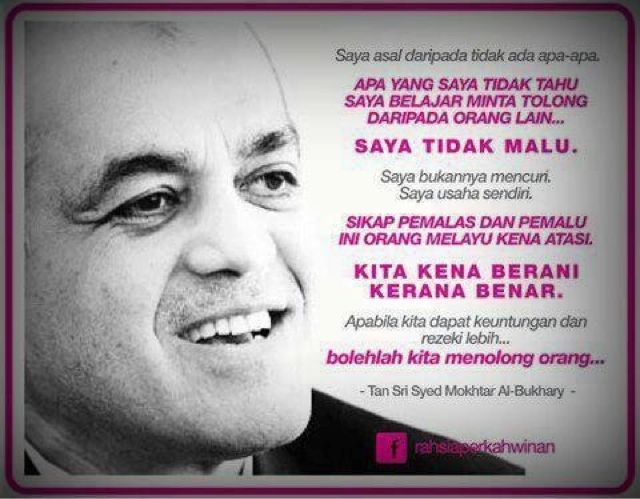 Saya asal daripada tidak ada apa-apa.
APA YANG SAYA TIDAK TAHU
SAYA BELAJAR MINTA TOLONG
DARIPADA ORANG LAIN...
SAYA TIDAK MALU.
Saya bukannya mencuri.
Saya usaha sendiri.
SIKAP PEMALAS DAN PEMALU
INI ORANG MELAYU KENA ATASI.
KITA KENA BERANI
KERANA BENAR.
Apabila kita dapat keuntungan dan
rezeki lebih...
bolehlah kita menolong orang...
- Tan Sri Syed Mokhtar Al-Bukhary -
f rahsiaperkahwinan